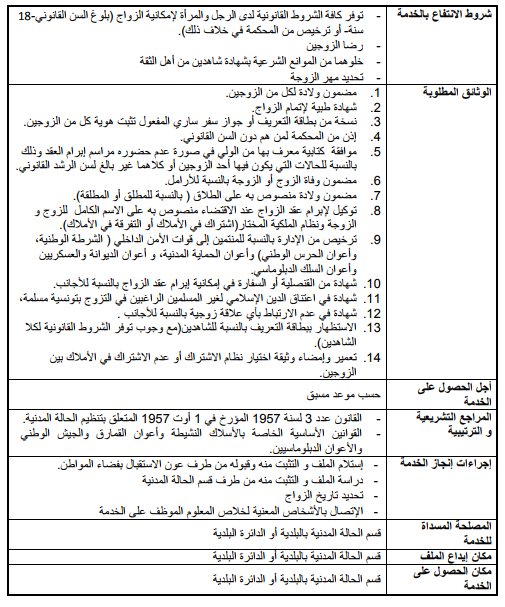 شروط الانتفاع بالخدمة
- توفر كافة الشروط القانونية لدى الرجل والمرأة لإمكانية الزواج (بلوغ السن القانوني-18
سنة- أو ترخيص من المحكمة في خلاف ذلك).
- رضا الزوجين
- خلوهما من الموانع الشرعية بشهادة شاهدين من أهل الثقة
- تحديد مهر الزوجة
الوثائق المطلوبة
1. مضمون ولادة لكل من الزوجين.
2. شهادة طبية لإتمام الزواج.
3. نسخة من بطاقة التعريف أو جواز سفر ساري المفعول تثبت هوية كل من الزوجين.
4. إذن من المحكمة لمن هم دون السن القانوني.
5. موافقة كتابية معرف بها من الولي في صورة عدم حضوره مراسم إبرام العقد وذلك
بالنسبة للحالات التي يكون فيها أحد الزوجين أو كلاهما غير بالغ لسن الرشد القانوني.
6. مضمون وفاة الزوج أو الزوجة بالنسبة للأرامل.
7. مضمون ولادة منصوص به على الطلاق ( بالنسبة للمطلق أو المطلقة).
8. توكيل لإبرام عقد الزواج عند الاقتضاء منصوص به على الاسم الكامل للزوج و
الزوجة ونظام الملكية المختار(اشتراك في الأملاك أو التفرقة في الأملاك).
9. ترخيص من الإدارة بالنسبة للمنتمين إلى قوات الأمن الداخلي ( الشرطة الوطنية،
وأعوان الحرس الوطني) وأعوان الحماية المدنية، و أعوان الديوانة والعسكريين
وأعوان السلك الدبلوماسي.
10. شهادة من القنصلية أو السفارة في إمكانية إبرام عقد الزواج بالنسبة للأجانب.
11. شهادة في اعتناق الدين الإسلامي لغير المسلمين الراغبين في التزوج بتونسية مسلمة،
12. شهادة في عدم الارتباط بأي علاقة زوجية بالنسبة للأجانب .
13. الاستظهار ببطاقة التعريف بالنسبة للشاهدين(مع وجوب توفر الشروط القانونية لكلا
الشاهدين).
14. تعمير وإمضاء وثيقة اختيار نظام الاشتراك أو عدم الاشتراك في الأملاك بين
الزوجين.
أجل الحصول على
الخدمة
حسب موعد مسبق
المراجع التشريعية
و الترتيبية
- القانون عدد 3 لسنة 1957 المؤرخ في 1 أوت 1957 المتعلق بتنظيم الحالة المدنية.
- القوانين الأساسية الخاصة بالأسلاك النشيطة وأعوان القمارق والجيش الوطني
والأعوان الدبلوماسيين.
إجراءات إنجاز الخدمة
- إستلام الملف و التثبت منه وقبوله من طرف عون الاستقبال بفضاء المواطن.
- دراسة الملف و التثبت منه من طرف قسم الحالة المدنية
- تحديد تاريخ الزواج
- الإتصال بالأشخاص المعنية لخلاص المعلوم الموظف على الخدمة
المصلحة المسداة
للخدمة
قسم الحالة المدنية بالبلدية أو الدائرة البلدية
مكان إيداع الملف
قسم الحالة المدنية بالبلدية أو الدائرة البلدية
مكان الحصول على
الخدمة
قسم الحالة المدنية بالبلدية أو الدائرة البلدية